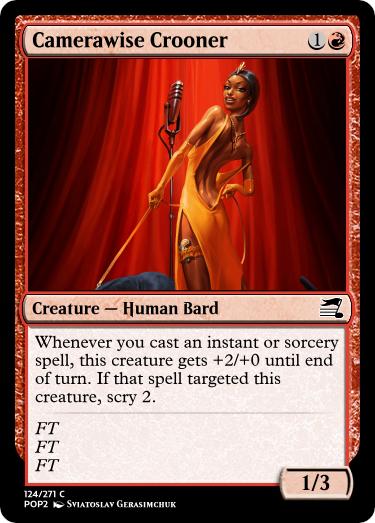 Camerawise Crooner 1
Creature — Human Bard
Whenever you cast an instant or sorcery
spell, this creature gets +2/+0 until end
of turn. If that spell targeted this
creature, scry 2.
FT
FT
FT
1/3
124/271 C
POP2 Sviatoslav Gerasimchuk